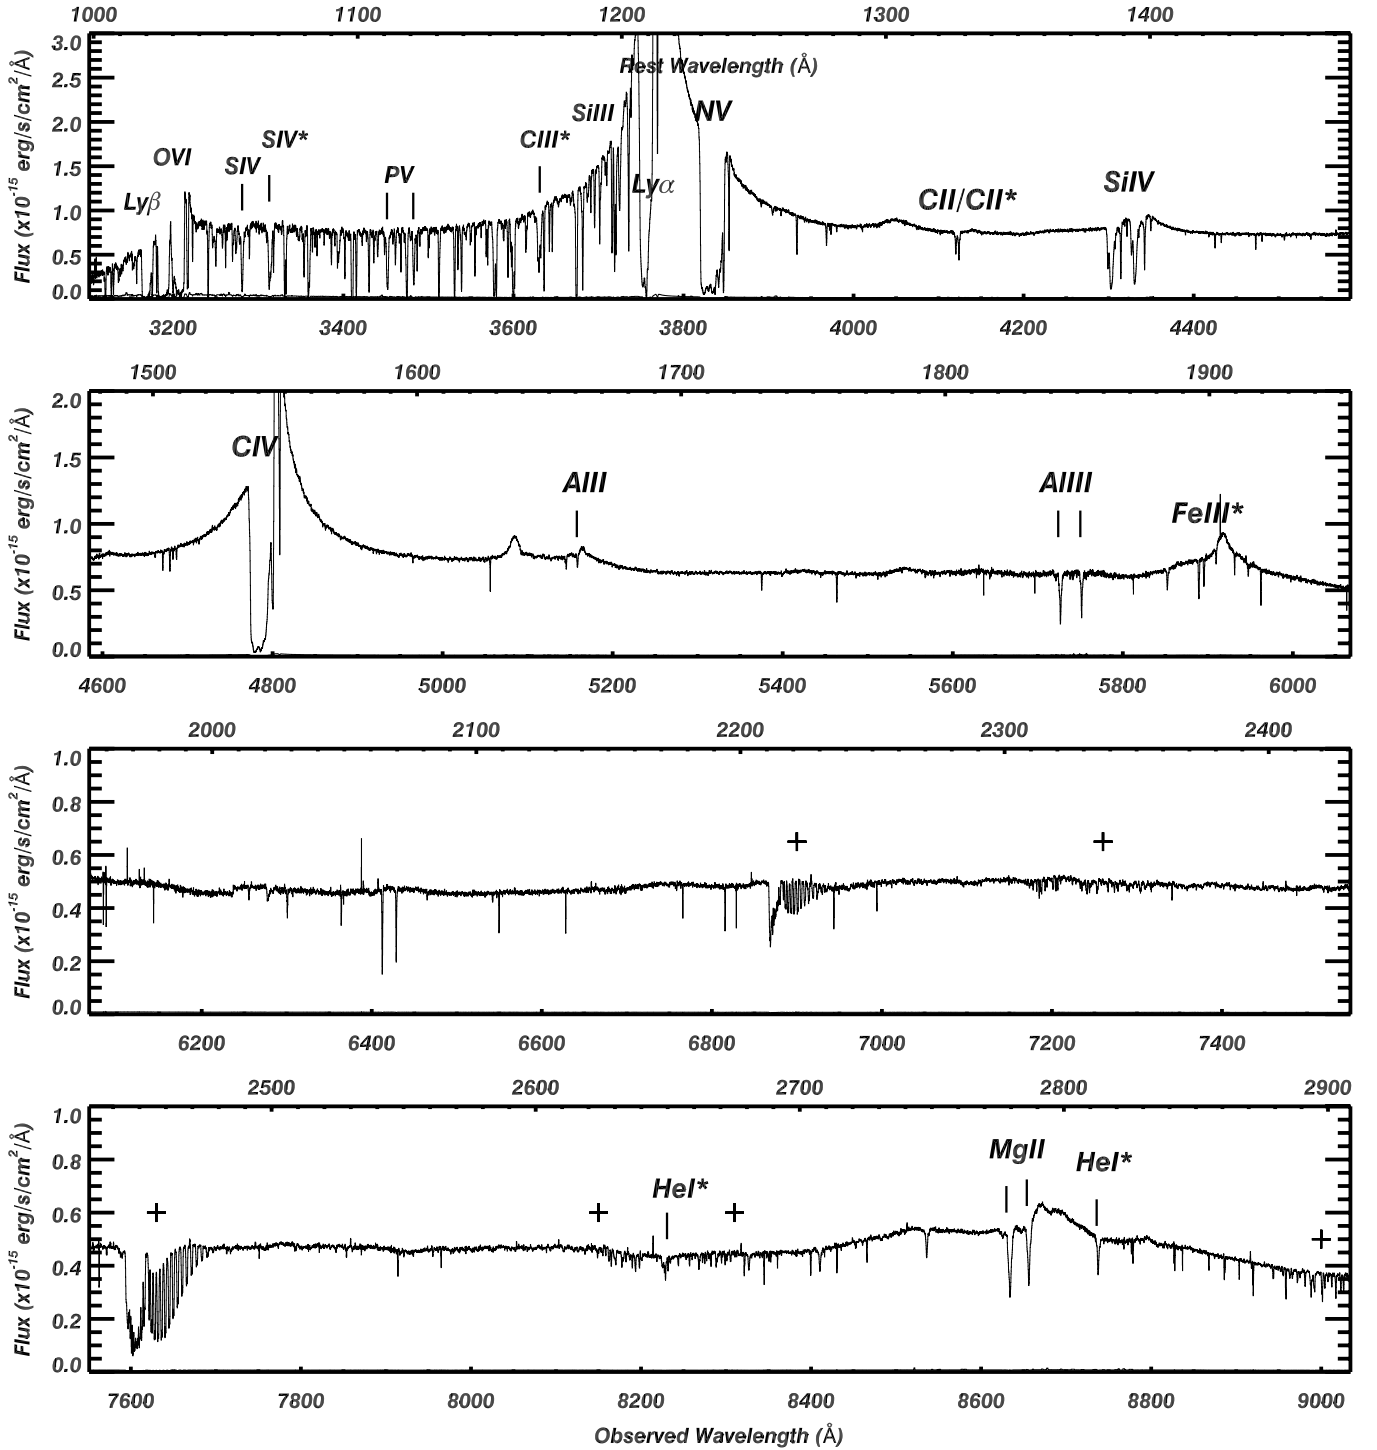 1000 1100 1200 1300 1400
Flux (x10⁻¹⁵ erg/s/cm²/Å)
3.0
2.5
2.0
1.5
1.0
0.5
0.0
Rest Wavelength (Å)
Lyβ
OVI
SIV
SIV*
PV
CIII*
SiIII
Lyα
NV
CII/CII*
SiIV
3200 3400 3600 3800 4000 4200 4400
1500 1600 1700 1800 1900
Flux (x10⁻¹⁵ erg/s/cm²/Å)
2.0
1.5
1.0
0.5
0.0
CIV
AlII
AlIII
FeIII*
4600 4800 5000 5200 5400 5600 5800 6000
2000 2100 2200 2300 2400
Flux (x10⁻¹⁵ erg/s/cm²/Å)
1.0
0.8
0.6
0.4
0.2
0.0
+ +
6200 6400 6600 6800 7000 7200 7400
2500 2600 2700 2800 2900
Flux (x10⁻¹⁵ erg/s/cm²/Å)
1.0
0.8
0.6
0.4
0.2
0.0
MgII
HeI*
HeI*
+ + + +
7600 7800 8000 8200 8400 8600 8800 9000
Observed Wavelength (Å)